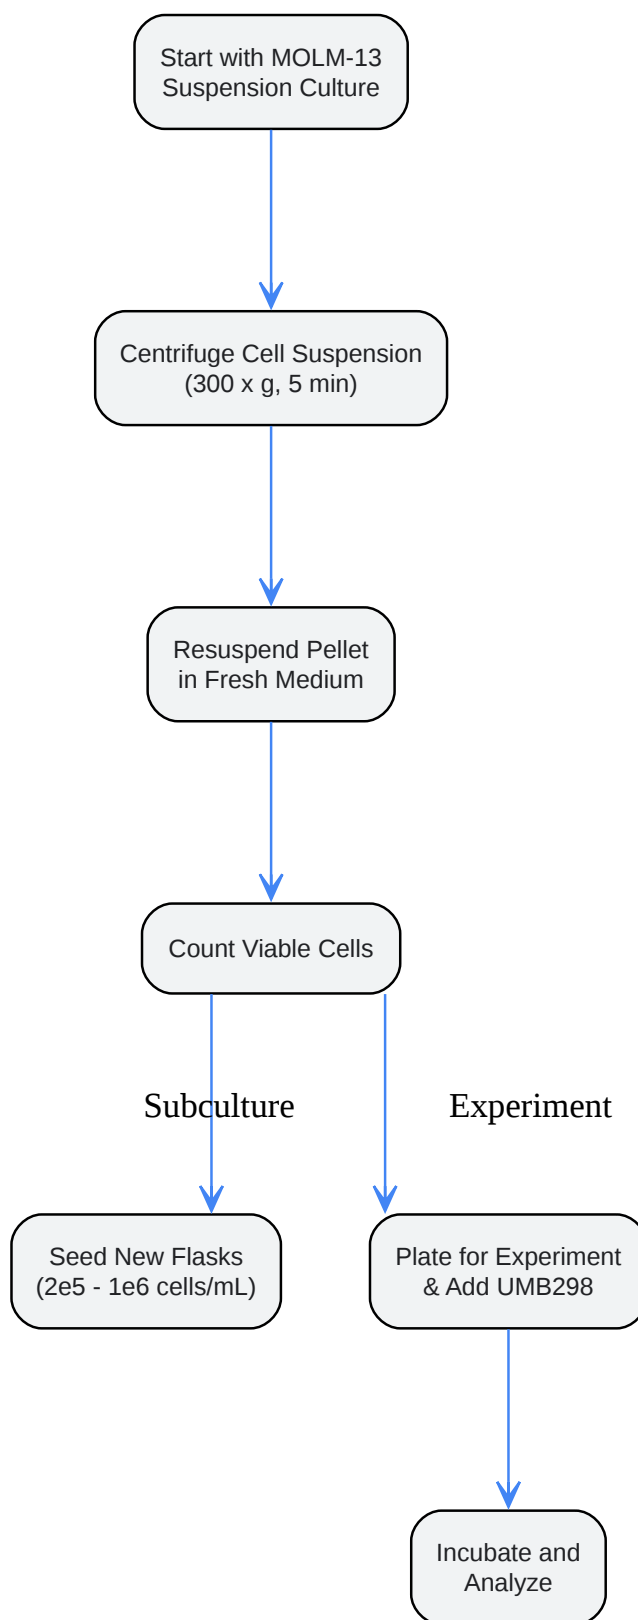 Start with MOLM-13
Suspension Culture
Centrifuge Cell Suspension
(300 x g, 5 min)
Resuspend Pellet
in Fresh Medium
Count Viable Cells
Subculture
Experiment
Seed New Flasks
(2e5 - 1e6 cells/mL)
Plate for Experiment
& Add UMB298
Incubate and
Analyze